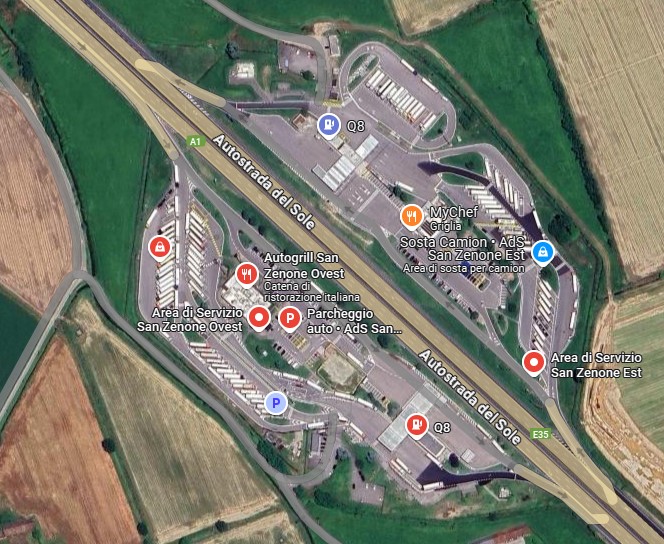 Q8
A1
Autostrada del Sole
MyChef
Griglia
Sosta Camion • AdS
San Zenone Est
Area di sosta per camion
Autogrill San
Zenone Ovest
Catena di
ristorazione italiana
Area di Servizio
San Zenone Ovest
P
Parcheggio
auto • AdS San...
Autostrada del Sole
Area di Servizio
San Zenone Est
P
Q8
E35